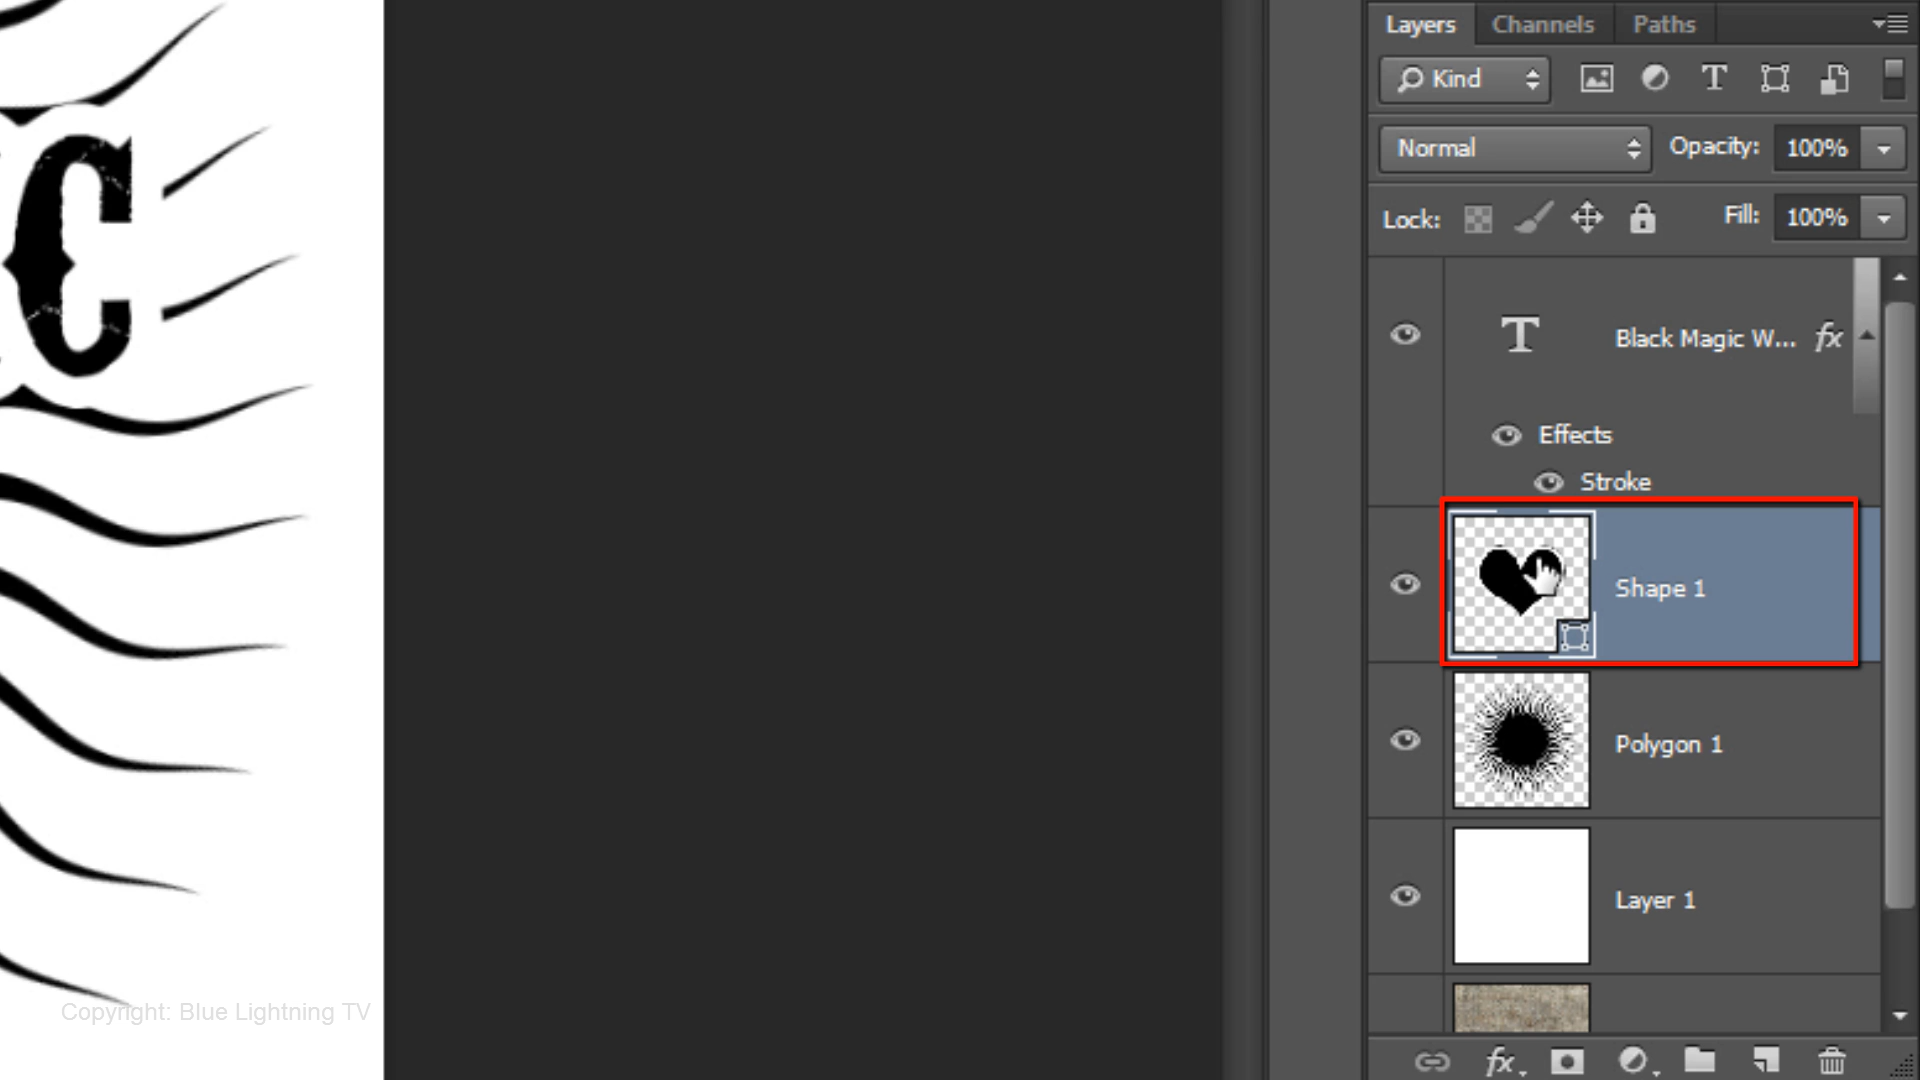 C
Layers Channels Paths
Kind T
Normal Opacity: 100%
Lock: Fill: 100%
T Black Magic W... fx
Effects
Stroke
Shape 1
Polygon 1
Layer 1
fx
Copyright: Blue Lightning TV